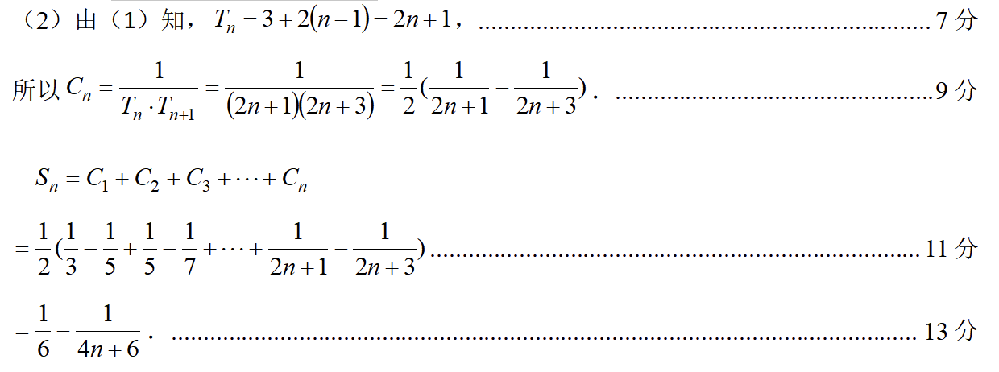 （2）由（1）知，T_n = 3 + 2(n − 1) = 2n + 1，........................................ 7 分
所以 C_n = \frac{1}{T_n · T_{n+1}} = \frac{1}{(2n+1)(2n+3)} = \frac{1}{2}(\frac{1}{2n+1} − \frac{1}{2n+3})．........................................9 分
S_n = C_1 + C_2 + C_3 + ⋯ + C_n
= \frac{1}{2}(\frac{1}{3} − \frac{1}{5} + \frac{1}{5} − \frac{1}{7} + ⋯ + \frac{1}{2n+1} − \frac{1}{2n+3})........................................ 11 分
= \frac{1}{6} − \frac{1}{4n+6}．........................................ 13 分